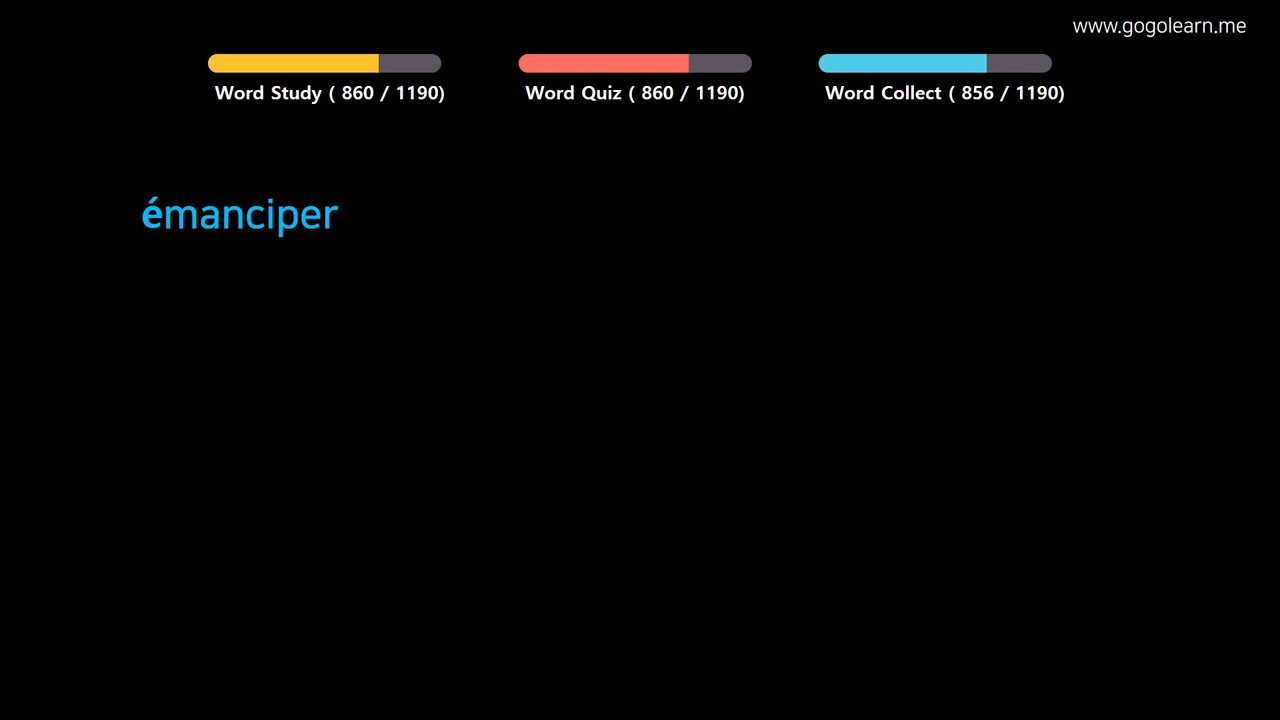 www.gogolearn.me
Word Study ( 860 / 1190)
Word Quiz ( 860 / 1190)
Word Collect ( 856 / 1190)
émanciper